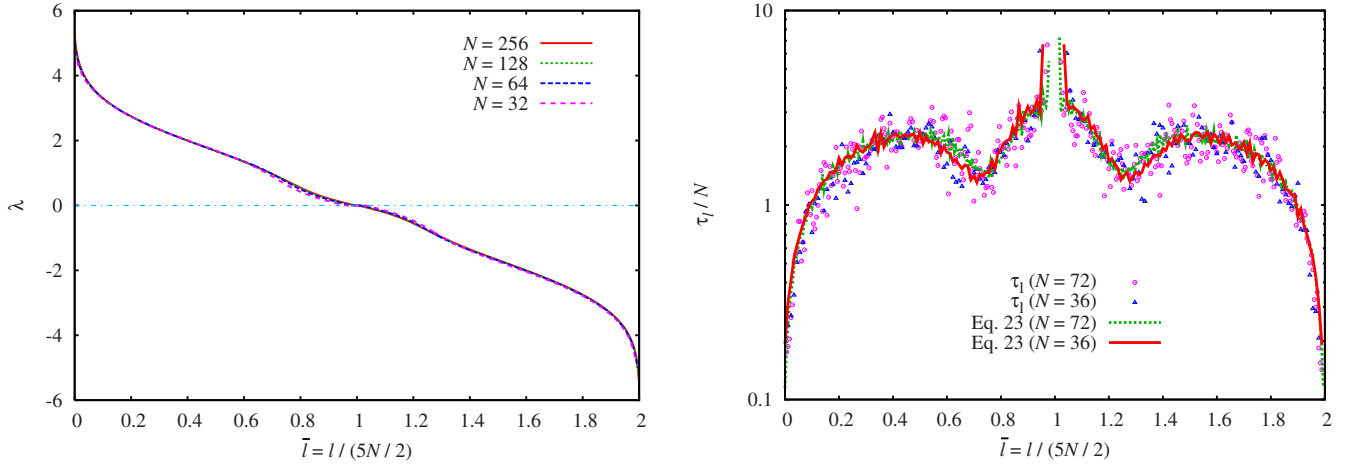 6
4
2
0
-2
-4
-6
λ
N = 256
N = 128
N = 64
N = 32
0 0.2 0.4 0.6 0.8 1 1.2 1.4 1.6 1.8 2
l̅ = l / (5N / 2)
10
1
0.1
τ_l / N
τ_l (N = 72)
τ_l (N = 36)
Eq. 23 (N = 72)
Eq. 23 (N = 36)
0 0.2 0.4 0.6 0.8 1 1.2 1.4 1.6 1.8 2
l̅ = l / (5N / 2)